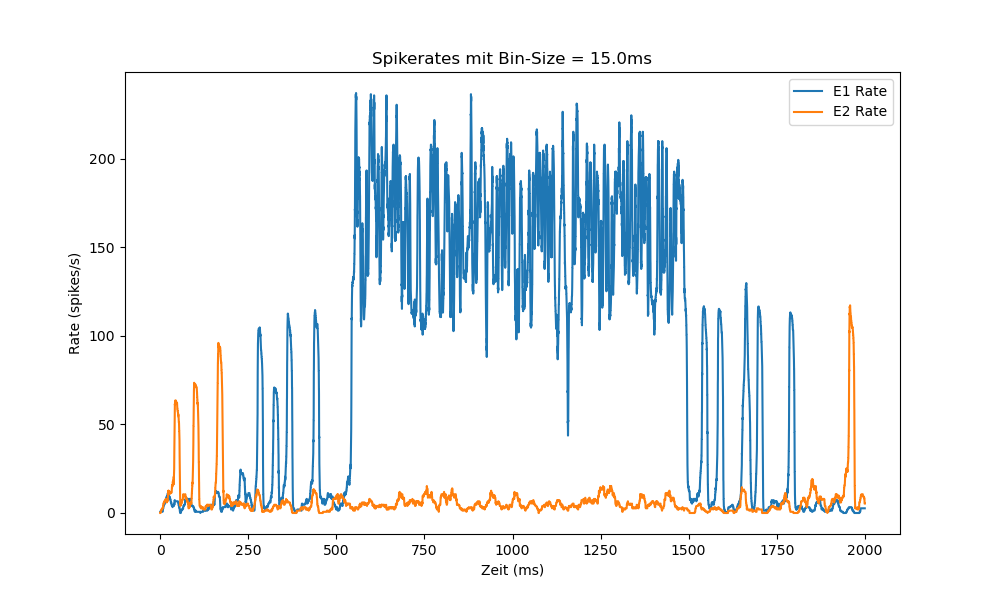 Spikerates mit Bin-Size = 15.0ms
E1 Rate
E2 Rate
Rate (spikes/s)
200
150
100
50
0
0 250 500 750 1000 1250 1500 1750 2000
Zeit (ms)